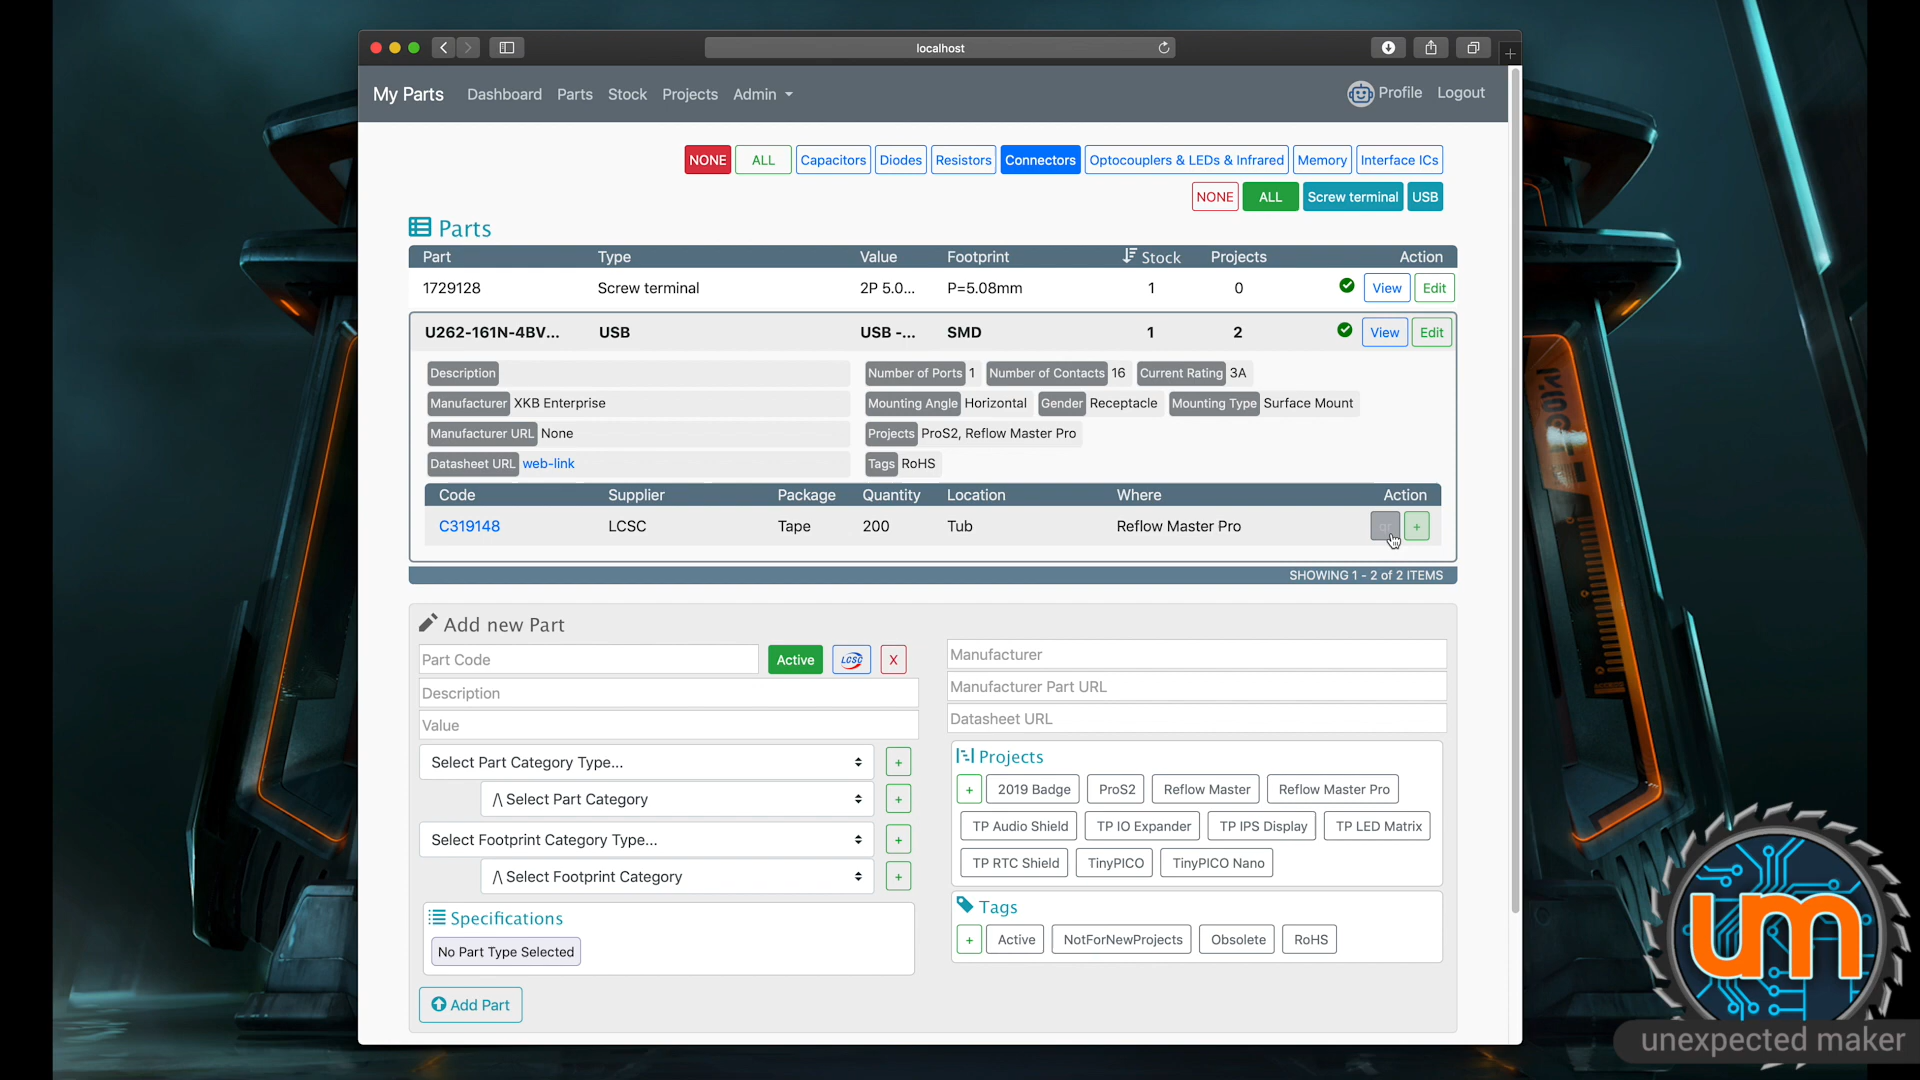 localhost
My Parts Dashboard Parts Stock Projects Admin Profile Logout
NONE ALL Capacitors Diodes Resistors Connectors Optocouplers & LEDs & Infrared Memory Interface ICs
NONE ALL Screw terminal USB
Parts
Part Type Value Footprint Stock Projects Action
1729128 Screw terminal 2P 5.0... P=5.08mm 1 0 View Edit
U262-161N-4BV... USB USB -... SMD 1 2 View Edit
Description Number of Ports 1 Number of Contacts 16 Current Rating 3A
Manufacturer XKB Enterprise Mounting Angle Horizontal Gender Receptacle Mounting Type Surface Mount
Manufacturer URL None Projects ProS2, Reflow Master Pro
Datasheet URL web-link Tags RoHS
Code Supplier Package Quantity Location Where Action
C319148 LCSC Tape 200 Tub Reflow Master Pro qr +
SHOWING 1 - 2 of 2 ITEMS
Add new Part
Part Code Active LCSC X
Description
Value
Select Part Category Type... +
/\ Select Part Category +
Select Footprint Category Type... +
/\ Select Footprint Category +
Specifications
No Part Type Selected
Add Part
Manufacturer
Manufacturer Part URL
Datasheet URL
Projects
+ 2019 Badge ProS2 Reflow Master Reflow Master Pro
TP Audio Shield TP IO Expander TP IPS Display TP LED Matrix
TP RTC Shield TinyPICO TinyPICO Nano
Tags
+ Active NotForNewProjects Obsolete RoHS
um
unexpected maker